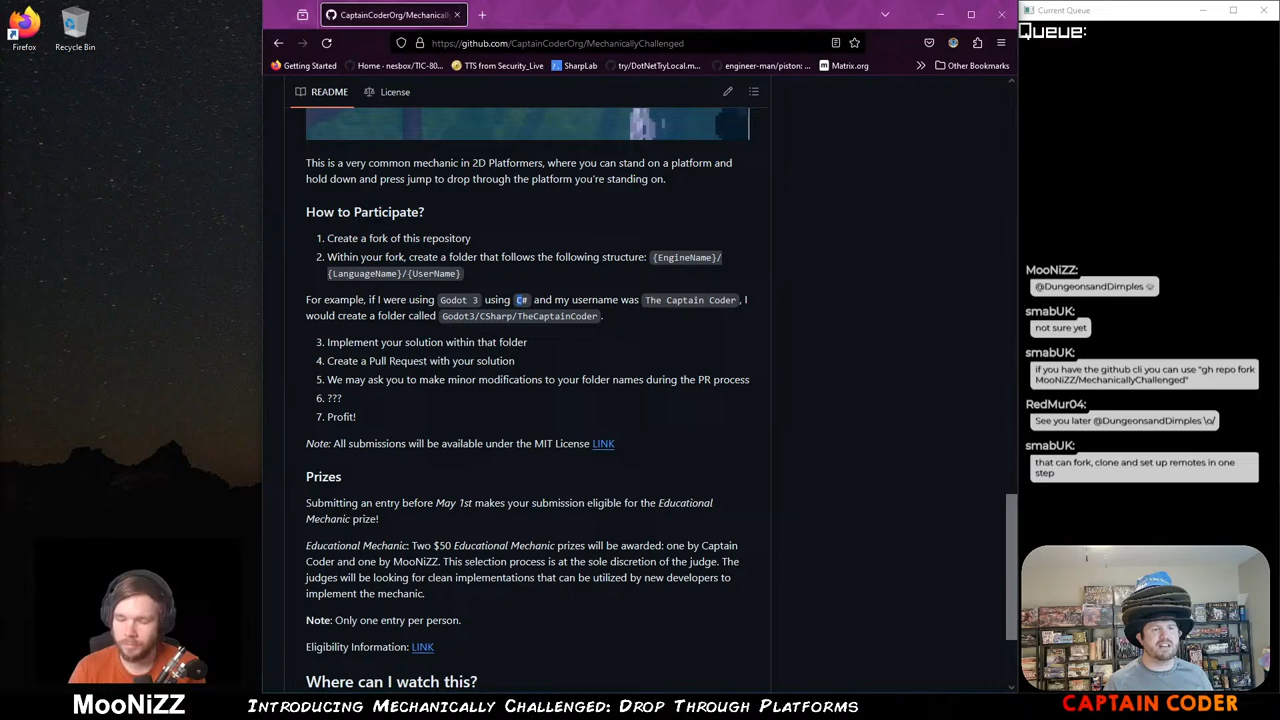 CaptainCoderOrg/Mechanically
Current Queue
Queue:
Firefox
Recycle Bin
https://github.com/CaptainCoderOrg/MechanicallyChallenged
Getting Started
Home - nesbox/TIC-80...
TTS from Security_Live
SharpLab
try/DotNetTryLocal.m...
engineer-man/piston: ...
Matrix.org
Other Bookmarks
README
License
This is a very common mechanic in 2D Platformers, where you can stand on a platform and
hold down and press jump to drop through the platform you're standing on.
How to Participate?
1. Create a fork of this repository
2. Within your fork, create a folder that follows the following structure: {EngineName}/
{LanguageName}/{UserName}
For example, if I were using Godot 3 using C# and my username was The Captain Coder, I
would create a folder called Godot3/CSharp/TheCaptainCoder.
3. Implement your solution within that folder
4. Create a Pull Request with your solution
5. We may ask you to make minor modifications to your folder names during the PR process
6. ???
7. Profit!
Note: All submissions will be available under the MIT License LINK
Prizes
Submitting an entry before May 1st makes your submission eligible for the Educational
Mechanic prize!
Educational Mechanic: Two $50 Educational Mechanic prizes will be awarded: one by Captain
Coder and one by MooNiZZ. This selection process is at the sole discretion of the judge. The
judges will be looking for clean implementations that can be utilized by new developers to
implement the mechanic.
Note: Only one entry per person.
Eligibility Information: LINK
Where can I watch this?
MooNiZZ:
@DungeonsandDimples
smabUK:
not sure yet
smabUK:
if you have the github cli you can use "gh repo fork
MooNiZZ/MechanicallyChallenged"
RedMur04:
See you later @DungeonsandDimples \o/
smabUK:
that can fork, clone and set up remotes in one
step
MooNiZZ
Introducing Mechanically Challenged: Drop Through Platforms
CAPTAIN CODER